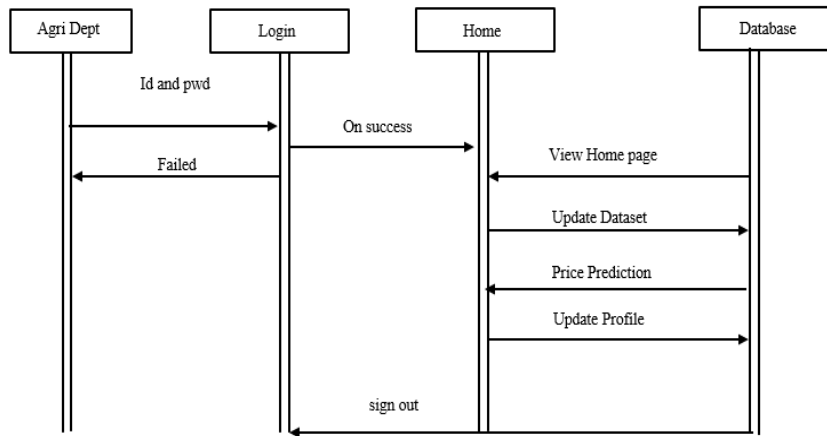 Agri Dept
Login
Home
Database
Id and pwd
On success
Failed
View Home page
Update Dataset
Price Prediction
Update Profile
sign out